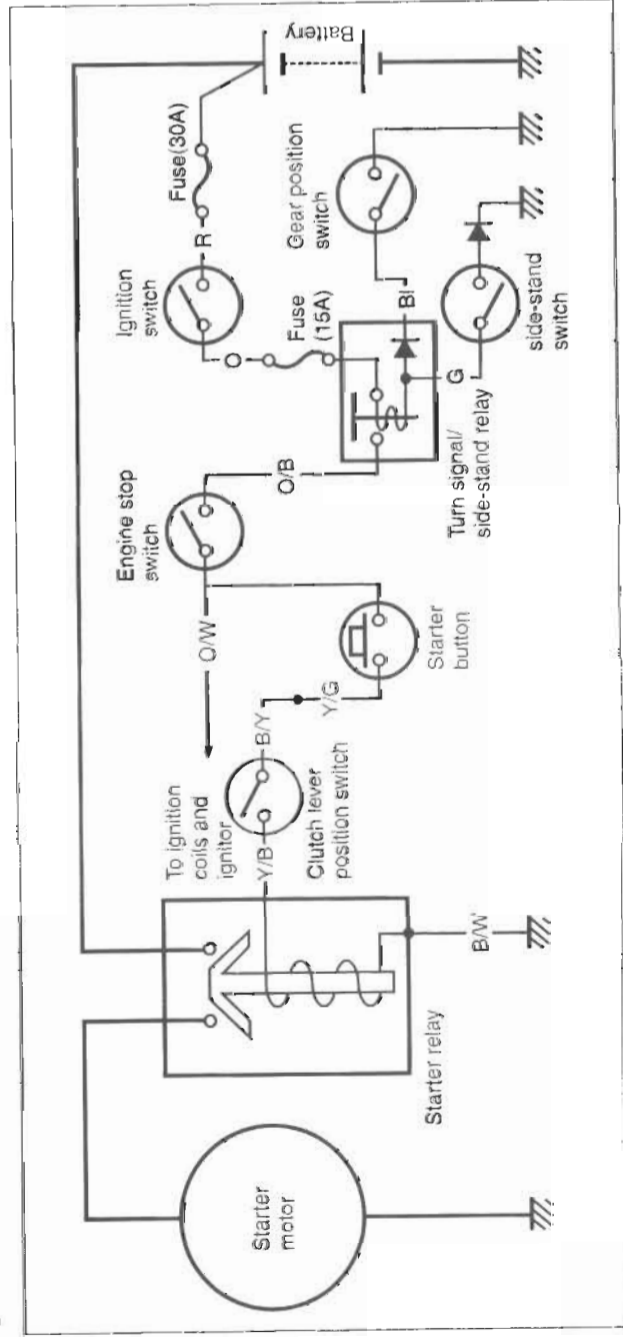 Starter
motor
Starter relay
B/W
Y/B
To ignition
coils and
ignitor
Clutch lever
position switch
B/Y
Y/G
O/W
Starter
button
Engine stop
switch
O/B
Turn signal/
side-stand relay
Ignition
switch
O
R
Fuse(30A)
Fuse
(15A)
G
Bl
Gear position
switch
side-stand
switch
Battery